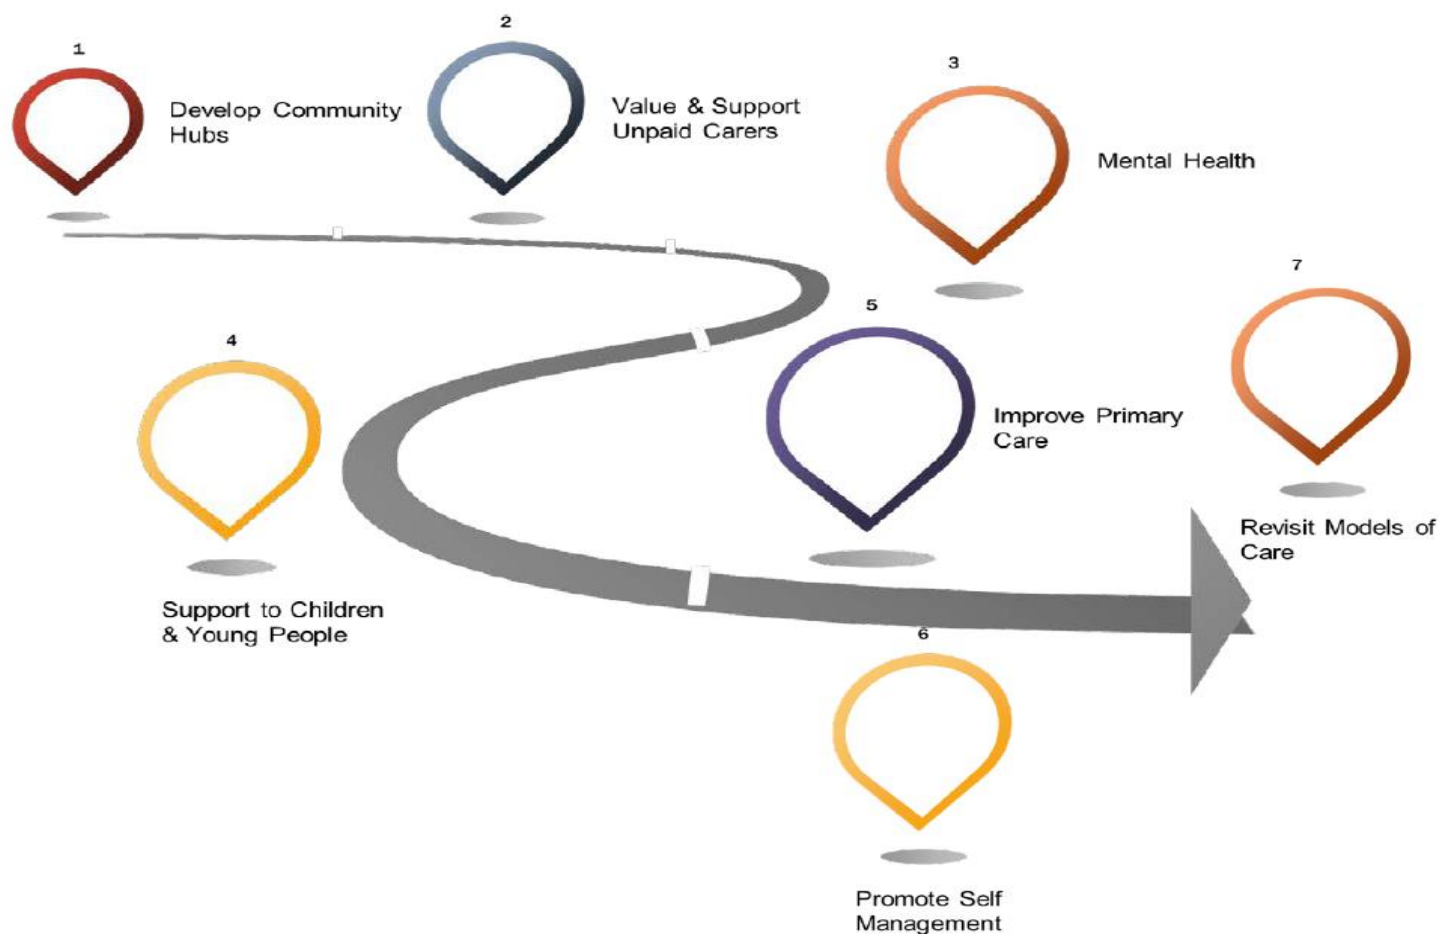 1
Develop Community
Hubs
2
Value & Support
Unpaid Carers
3
Mental Health
4
Support to Children
& Young People
5
Improve Primary
Care
6
Promote Self
Management
7
Revisit Models of
Care